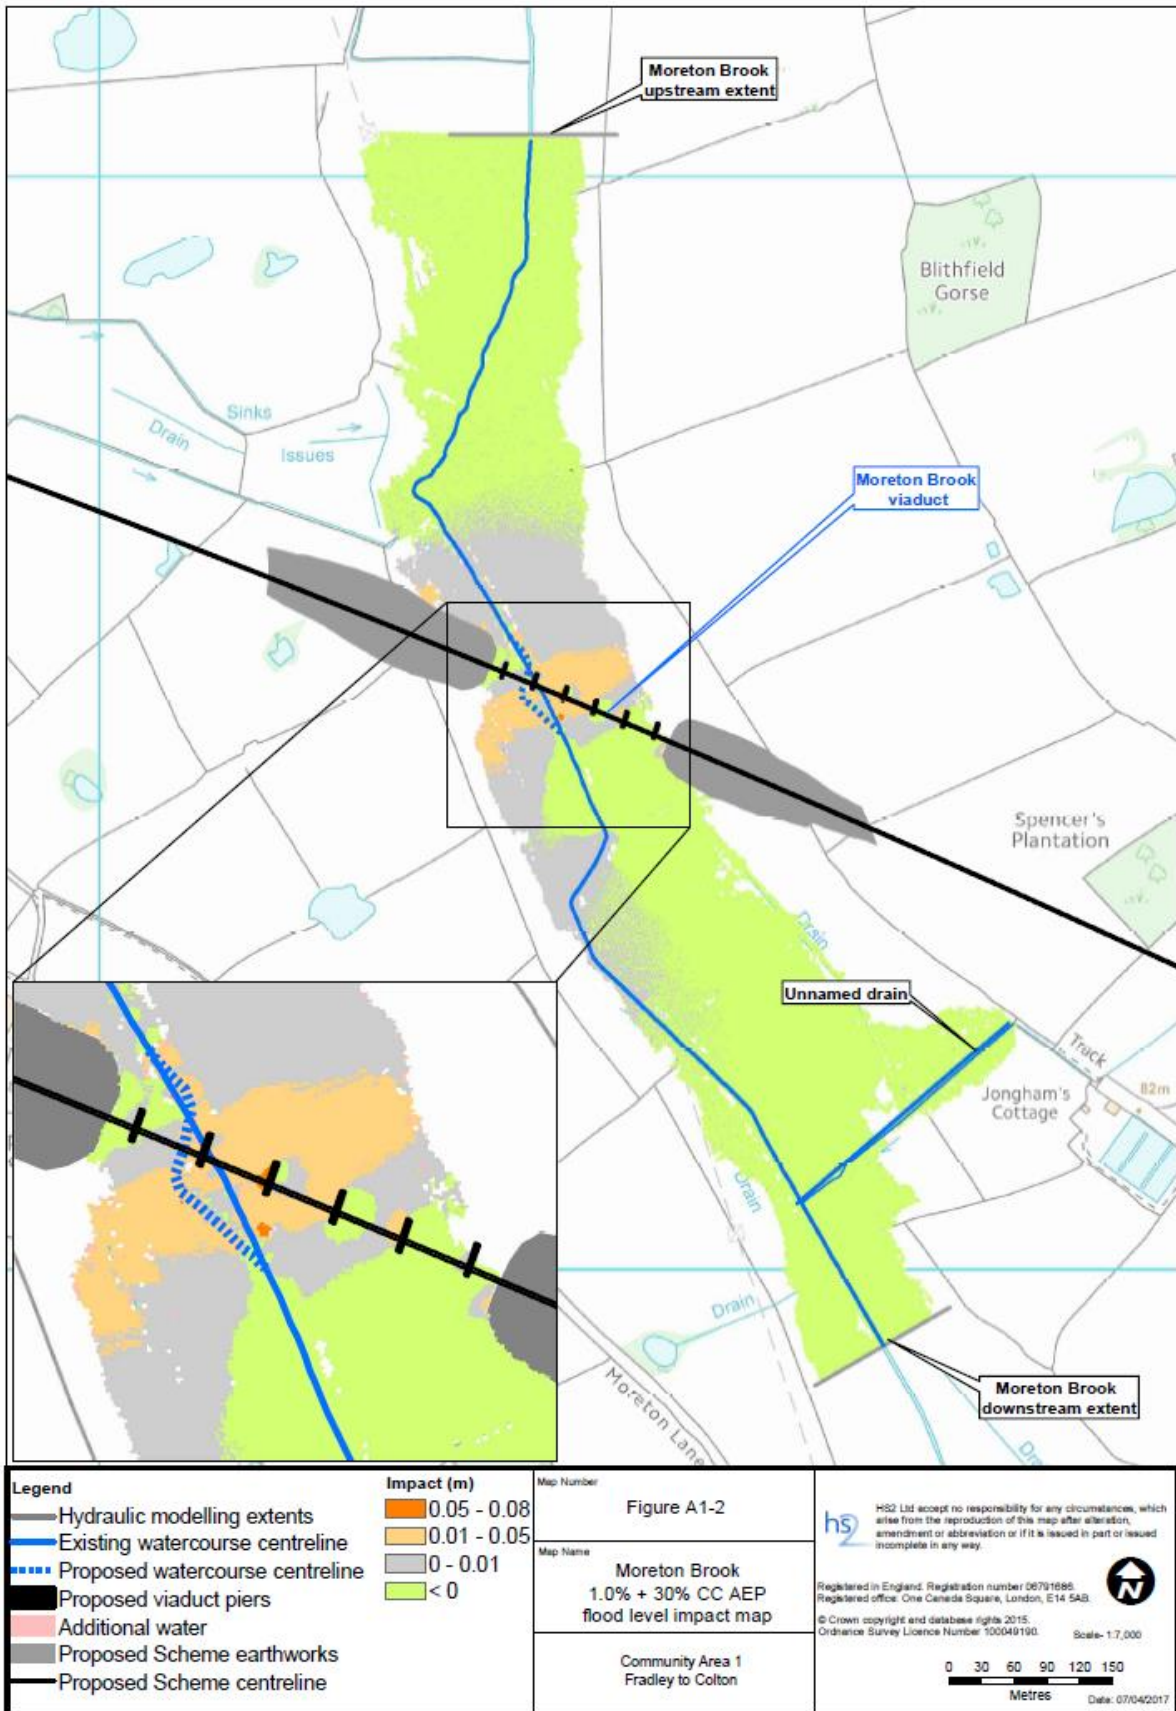 Moreton Brook
upstream extent
Blithfield
Gorse
Sinks
Drain
Issues
Moreton Brook
viaduct
Spencer's
Plantation
Drain
Unnamed drain
Track
82m
Jongham's
Cottage
Drain
Drain
Moreton Lane
Moreton Brook
downstream extent
Legend
Hydraulic modelling extents
Existing watercourse centreline
Proposed watercourse centreline
Proposed viaduct piers
Additional water
Proposed Scheme earthworks
Proposed Scheme centreline
Impact (m)
0.05 - 0.08
0.01 - 0.05
0 - 0.01
< 0
Map Number
Figure A1-2
Map Name
Moreton Brook
1.0% + 30% CC AEP
flood level impact map
Community Area 1
Fradley to Colton
hs2
HS2 Ltd accept no responsibility for any circumstances, which
arise from the reproduction of this map after alteration,
amendment or abbreviation or if it is issued in part or issued
incomplete in any way.
N
Registered in England. Registration number 06791686.
Registered office: One Canada Square, London, E14 5AB.
© Crown copyright and database rights 2015.
Ordnance Survey Licence Number 100049190.
Scale- 1:7,000
0 30 60 90 120 150
Metres
Date: 07/04/2017